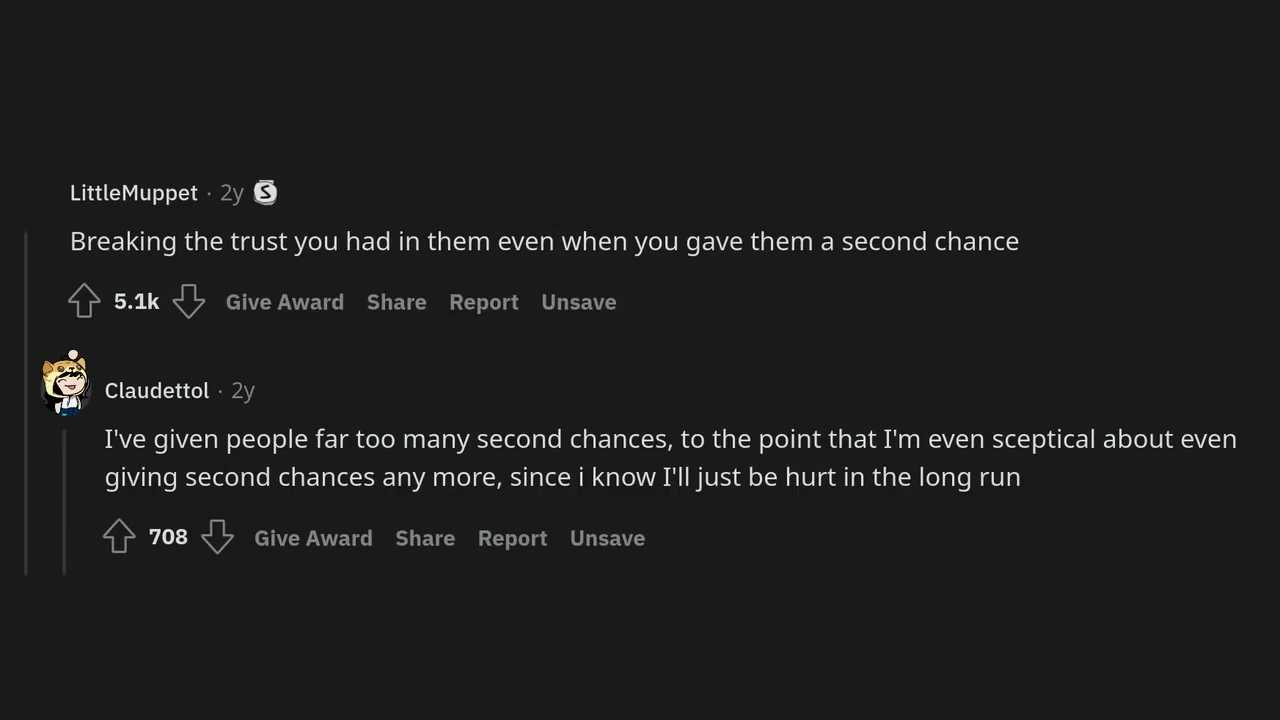 LittleMuppet · 2y
Breaking the trust you had in them even when you gave them a second chance
5.1k Give Award Share Report Unsave
Claudettol · 2y
I've given people far too many second chances, to the point that I'm even sceptical about even
giving second chances any more, since i know I'll just be hurt in the long run
708 Give Award Share Report Unsave